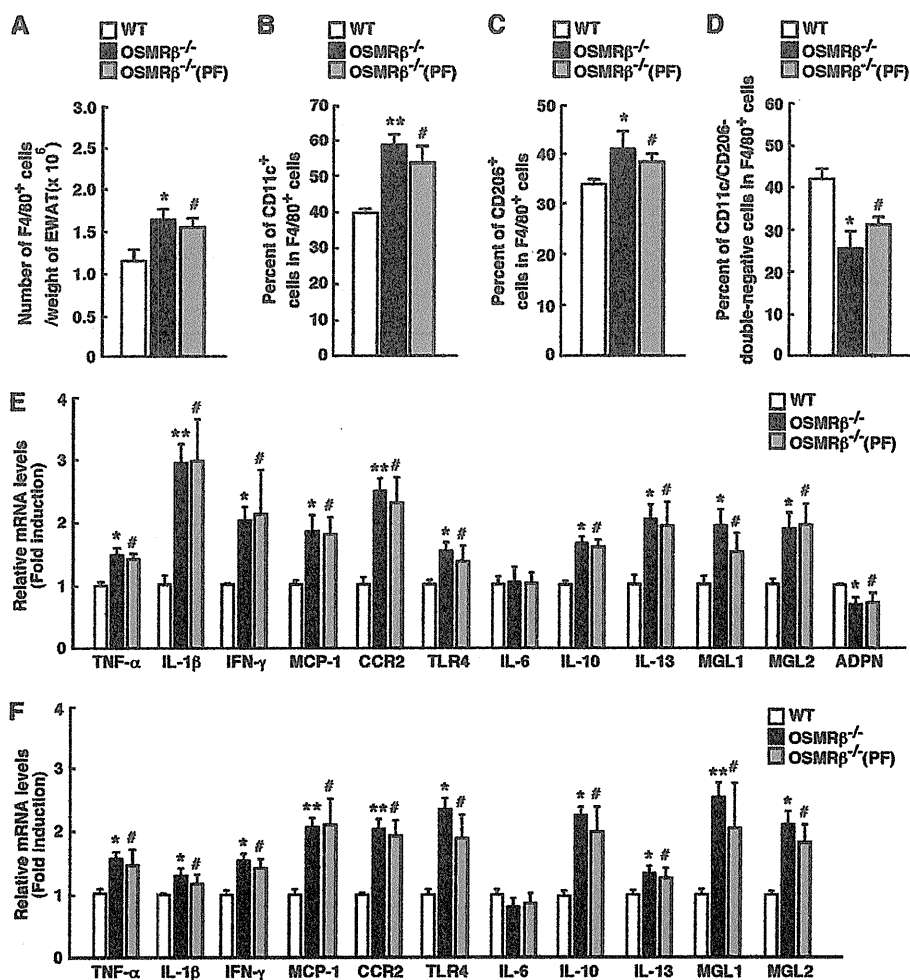 A
WT
OSMRβ-/-
OSMRβ-/-(PF)
Number of F4/80+ cells
/weight of EWAT(x 10⁶)
3.0
2.5
2.0
1.5
1.0
0.5
0
B
WT
OSMRβ-/-
OSMRβ-/-(PF)
Percent of CD11c+
cells in F4/80+ cells
70
60
50
40
30
20
10
0
**
#
C
WT
OSMRβ-/-
OSMRβ-/-(PF)
Percent of CD206+
cells in F4/80+ cells
50
40
30
20
10
0
*
#
D
WT
OSMRβ-/-
OSMRβ-/-(PF)
Percent of CD11c/CD206-
double-negative cells in F4/80+ cells
60
50
40
30
20
10
0
*
#
* #
E
WT
OSMRβ-/-
OSMRβ-/-(PF)
Relative mRNA levels
(Fold induction)
4
3
2
1
0
* # ** # * # * # ** # * # * # * # * # * # * #
TNF-α IL-1β IFN-γ MCP-1 CCR2 TLR4 IL-6 IL-10 IL-13 MGL1 MGL2 ADPN
F
WT
OSMRβ-/-
OSMRβ-/-(PF)
Relative mRNA levels
(Fold induction)
4
3
2
1
0
* # * # * # ** # ** # * # * # * # ** # * #
TNF-α IL-1β IFN-γ MCP-1 CCR2 TLR4 IL-6 IL-10 IL-13 MGL1 MGL2